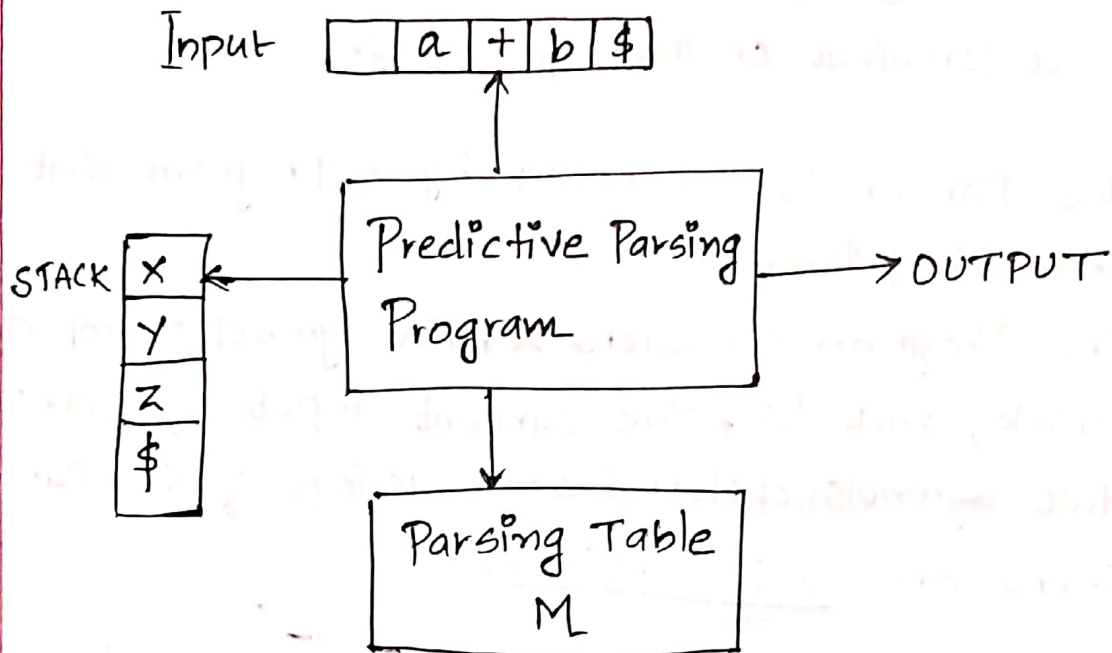 Input a + b $
Predictive Parsing
Program
OUTPUT
STACK X
Y
Z
$
Parsing Table
M